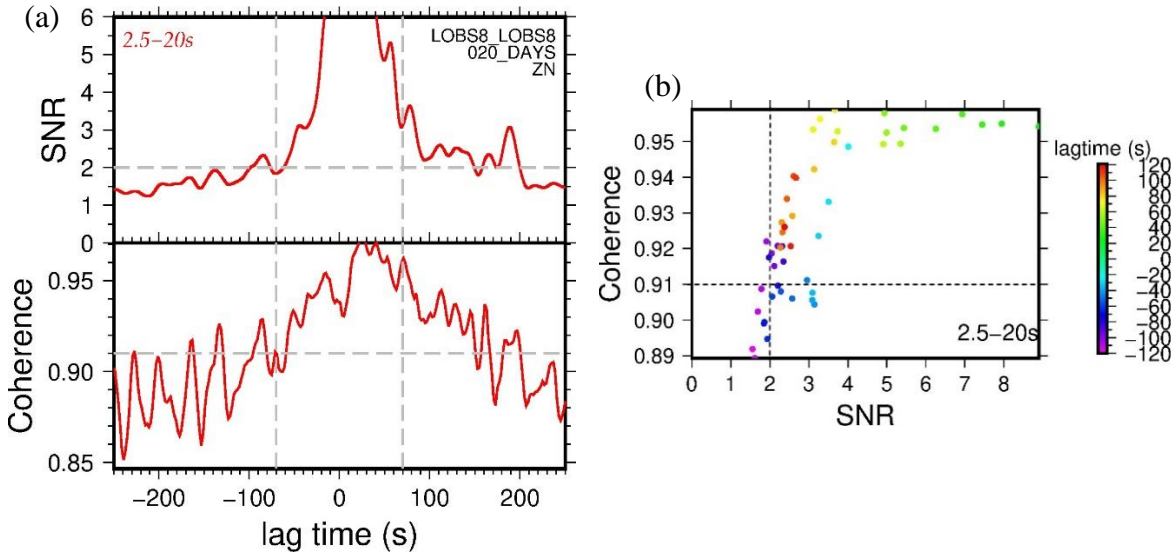 (a)
2.5-20s
LOBS8_LOBS8
020_DAYS
ZN
SNR
6
5
4
3
2
1
0
Coherence
0.95
0.90
0.85
−200 −100 0 100 200
lag time (s)
(b)
Coherence
0.95
0.94
0.93
0.92
0.91
0.90
0.89
2.5-20s
0 1 2 3 4 5 6 7 8
SNR
lagtime (s)
120
100
80
60
40
20
0
−20
−40
−60
−80
−100
−120